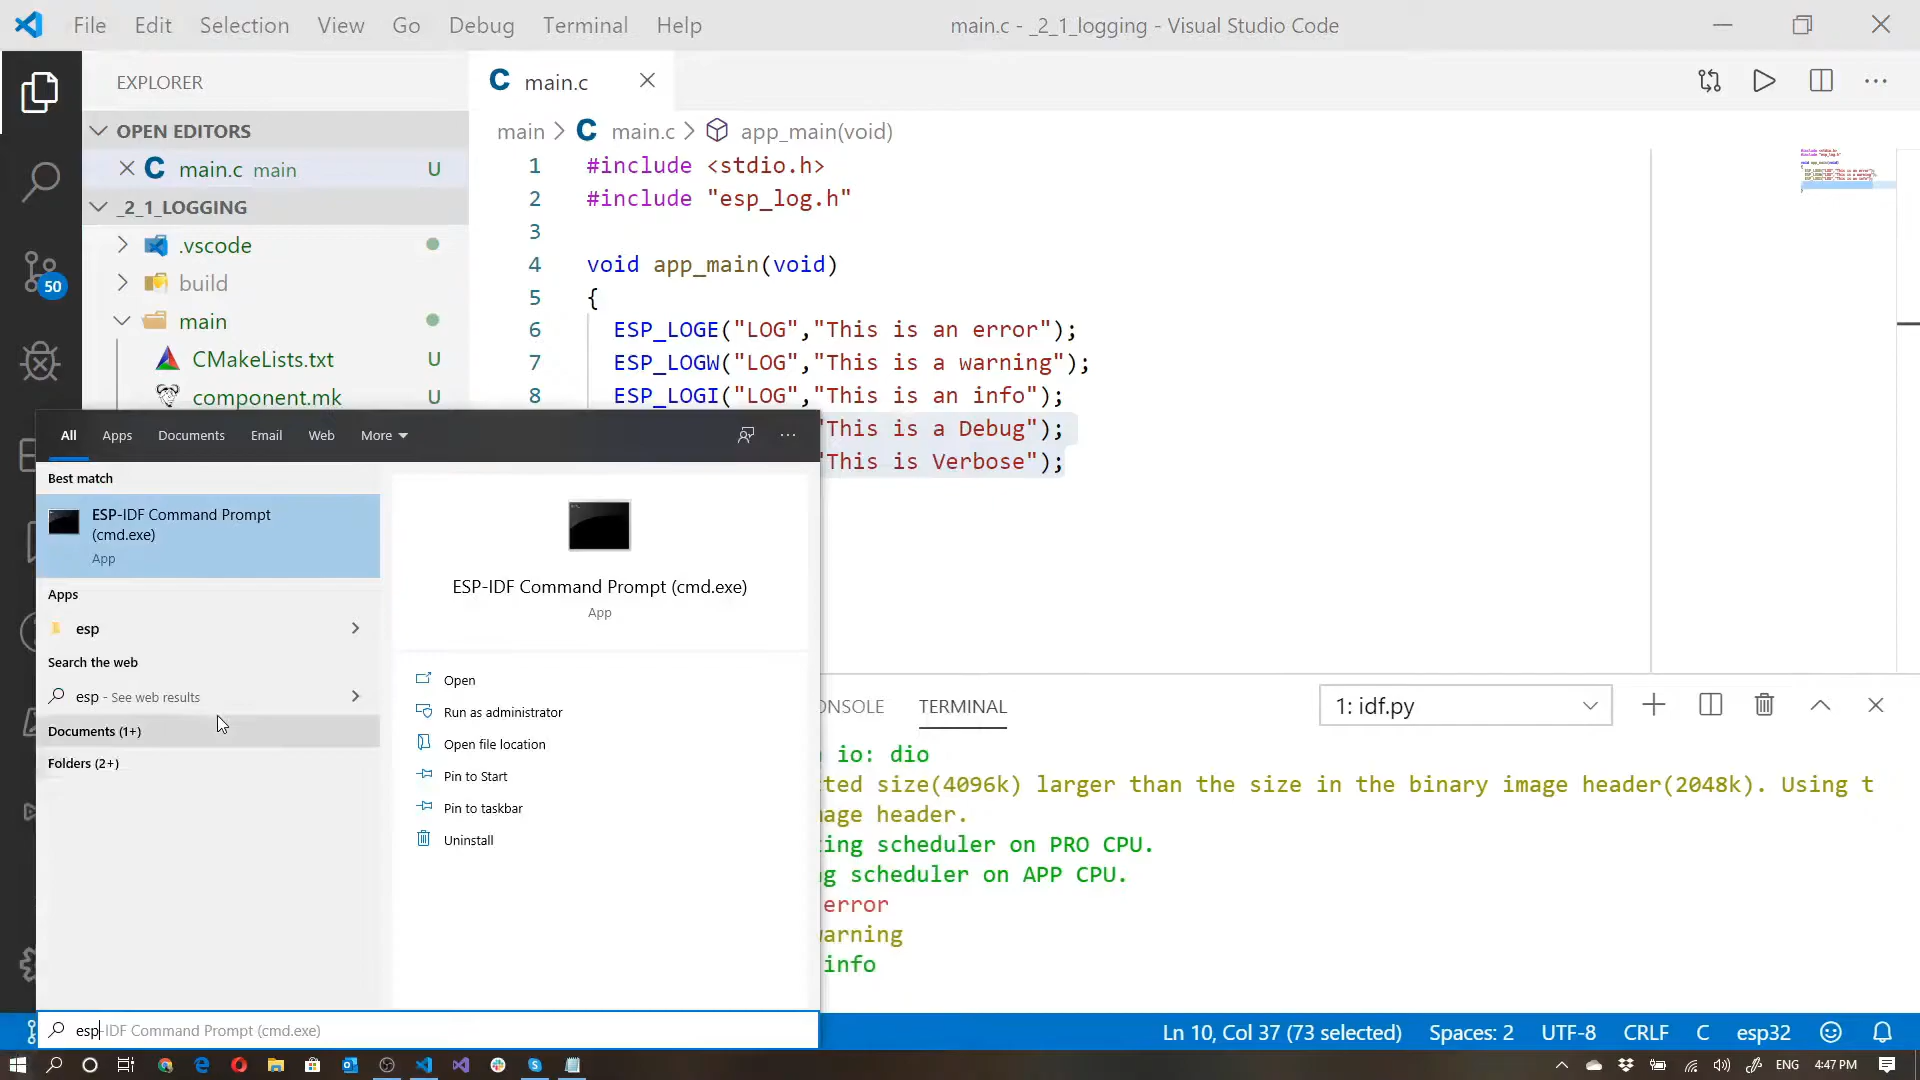 File Edit Selection View Go Debug Terminal Help
main.c - _2_1_logging - Visual Studio Code
EXPLORER
OPEN EDITORS
main.c main U
_2_1_LOGGING
.vscode
build
main
CMakeLists.txt U
component.mk U
50
main.c
main > main.c > app_main(void)
1 #include <stdio.h>
2 #include "esp_log.h"
3
4 void app_main(void)
5 {
6 ESP_LOGE("LOG","This is an error");
7 ESP_LOGW("LOG","This is a warning");
8 ESP_LOGI("LOG","This is an info");
"This is a Debug");
"This is Verbose");
All Apps Documents Email Web More
Best match
ESP-IDF Command Prompt
(cmd.exe)
App
Apps
esp
Search the web
esp - See web results
Documents (1+)
Folders (2+)
ESP-IDF Command Prompt (cmd.exe)
App
Open
Run as administrator
Open file location
Pin to Start
Pin to taskbar
Uninstall
esp-IDF Command Prompt (cmd.exe)
TERMINAL
1: idf.py
io: dio
size(4096k) larger than the size in the binary image header(2048k). Using t
header.
scheduler on PRO CPU.
scheduler on APP CPU.
error
info
Ln 10, Col 37 (73 selected) Spaces: 2 UTF-8 CRLF C esp32
ENG 4:47 PM